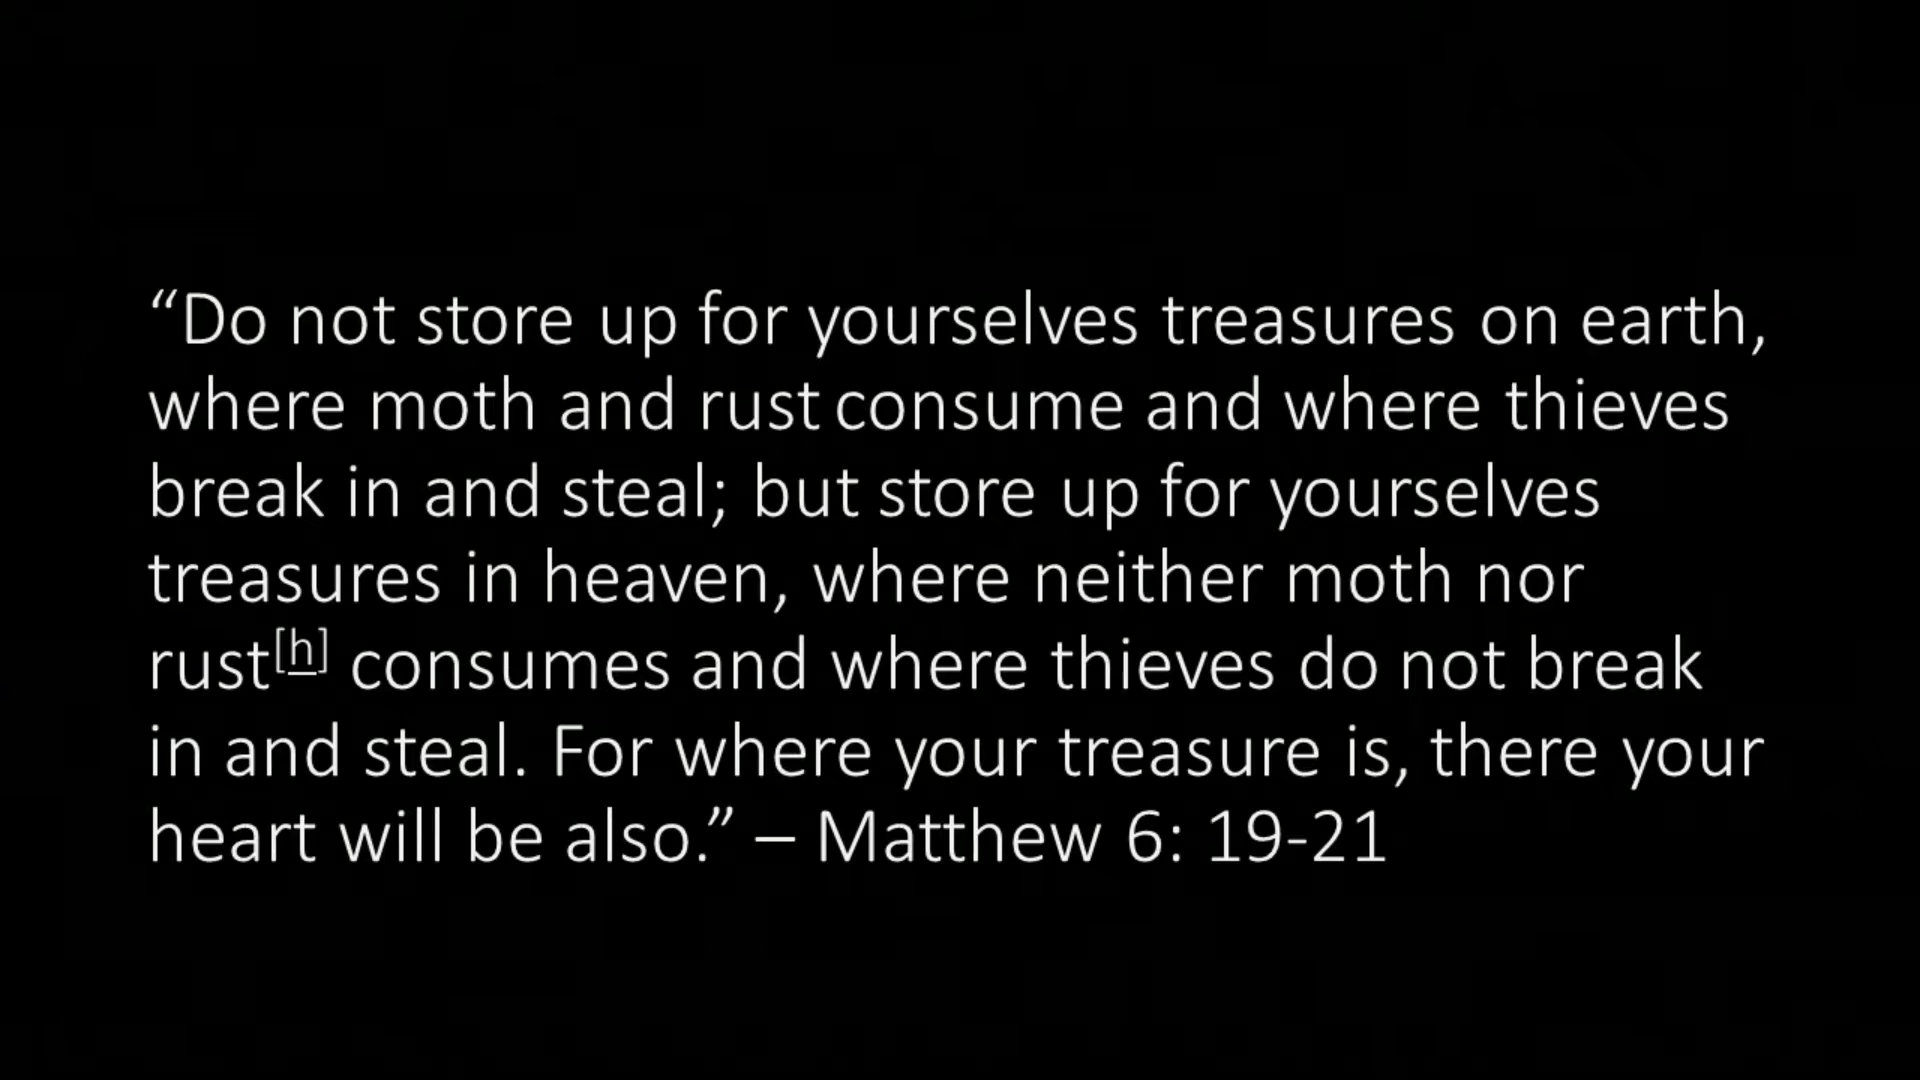 “Do not store up for yourselves treasures on earth,
where moth and rust consume and where thieves
break in and steal; but store up for yourselves
treasures in heaven, where neither moth nor
rust[h] consumes and where thieves do not break
in and steal. For where your treasure is, there your
heart will be also.” – Matthew 6: 19-21